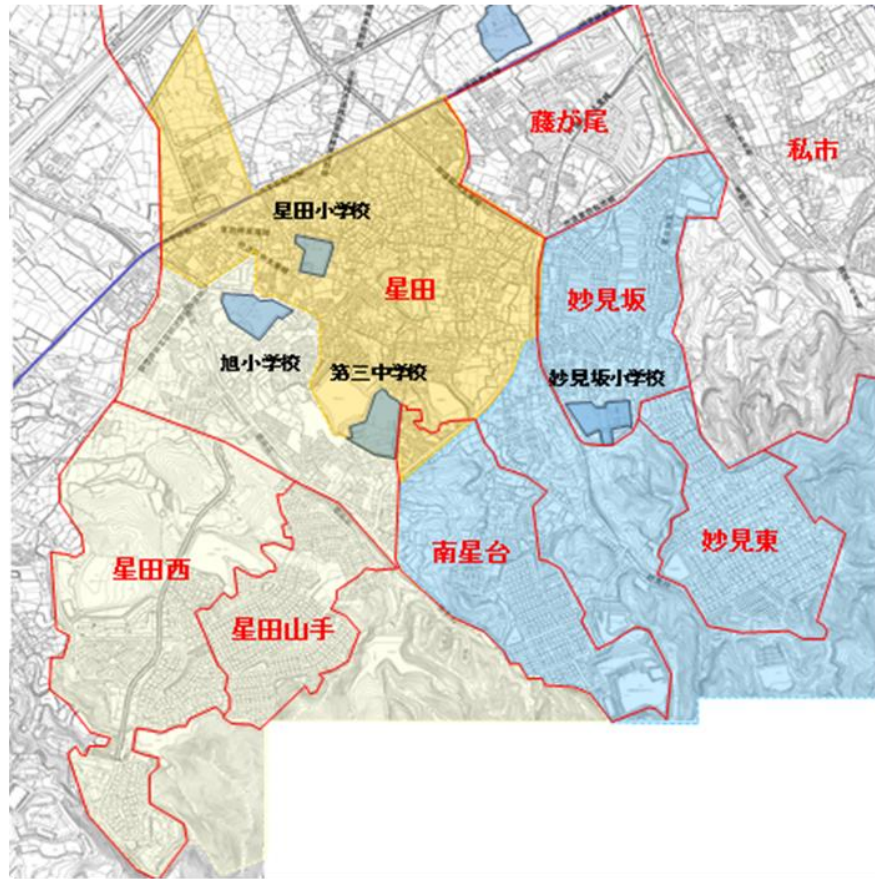 藤が尾
私市
星田小学校
星田
妙見坂
旭小学校
第三中学校
妙見坂小学校
南星台
妙見東
星田西
星田山手